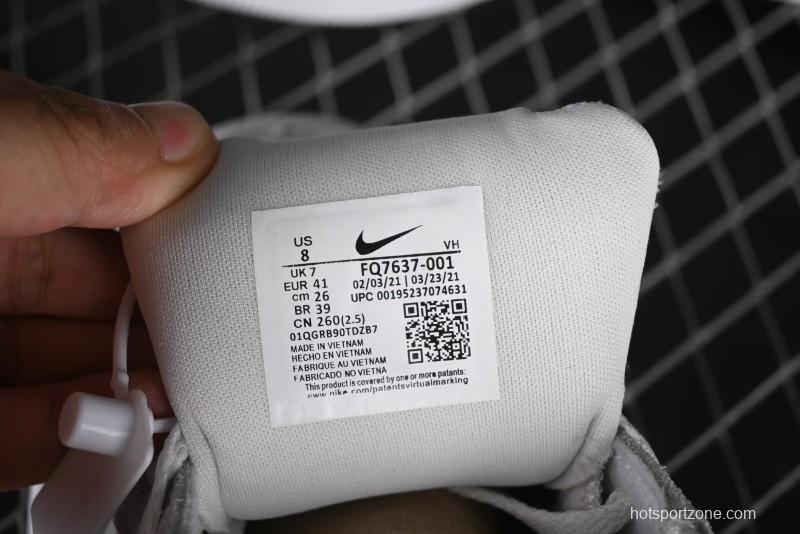 US
8
VH
UK 7
FQ7637-001
EUR 41
02/03/21 | 03/23/21
cm 26
UPC 00195237074631
BR 39
CN 260(2.5)
01QGRB90TDZB7
MADE IN VIETNAM
HECHO EN VIETNAM
FABRIQUE AU VIETNAM
FABRICADO NO VIETNA
This product is covered by one or more patents:
www.nike.com/patentsvirtualmarking
hotsportzone.com